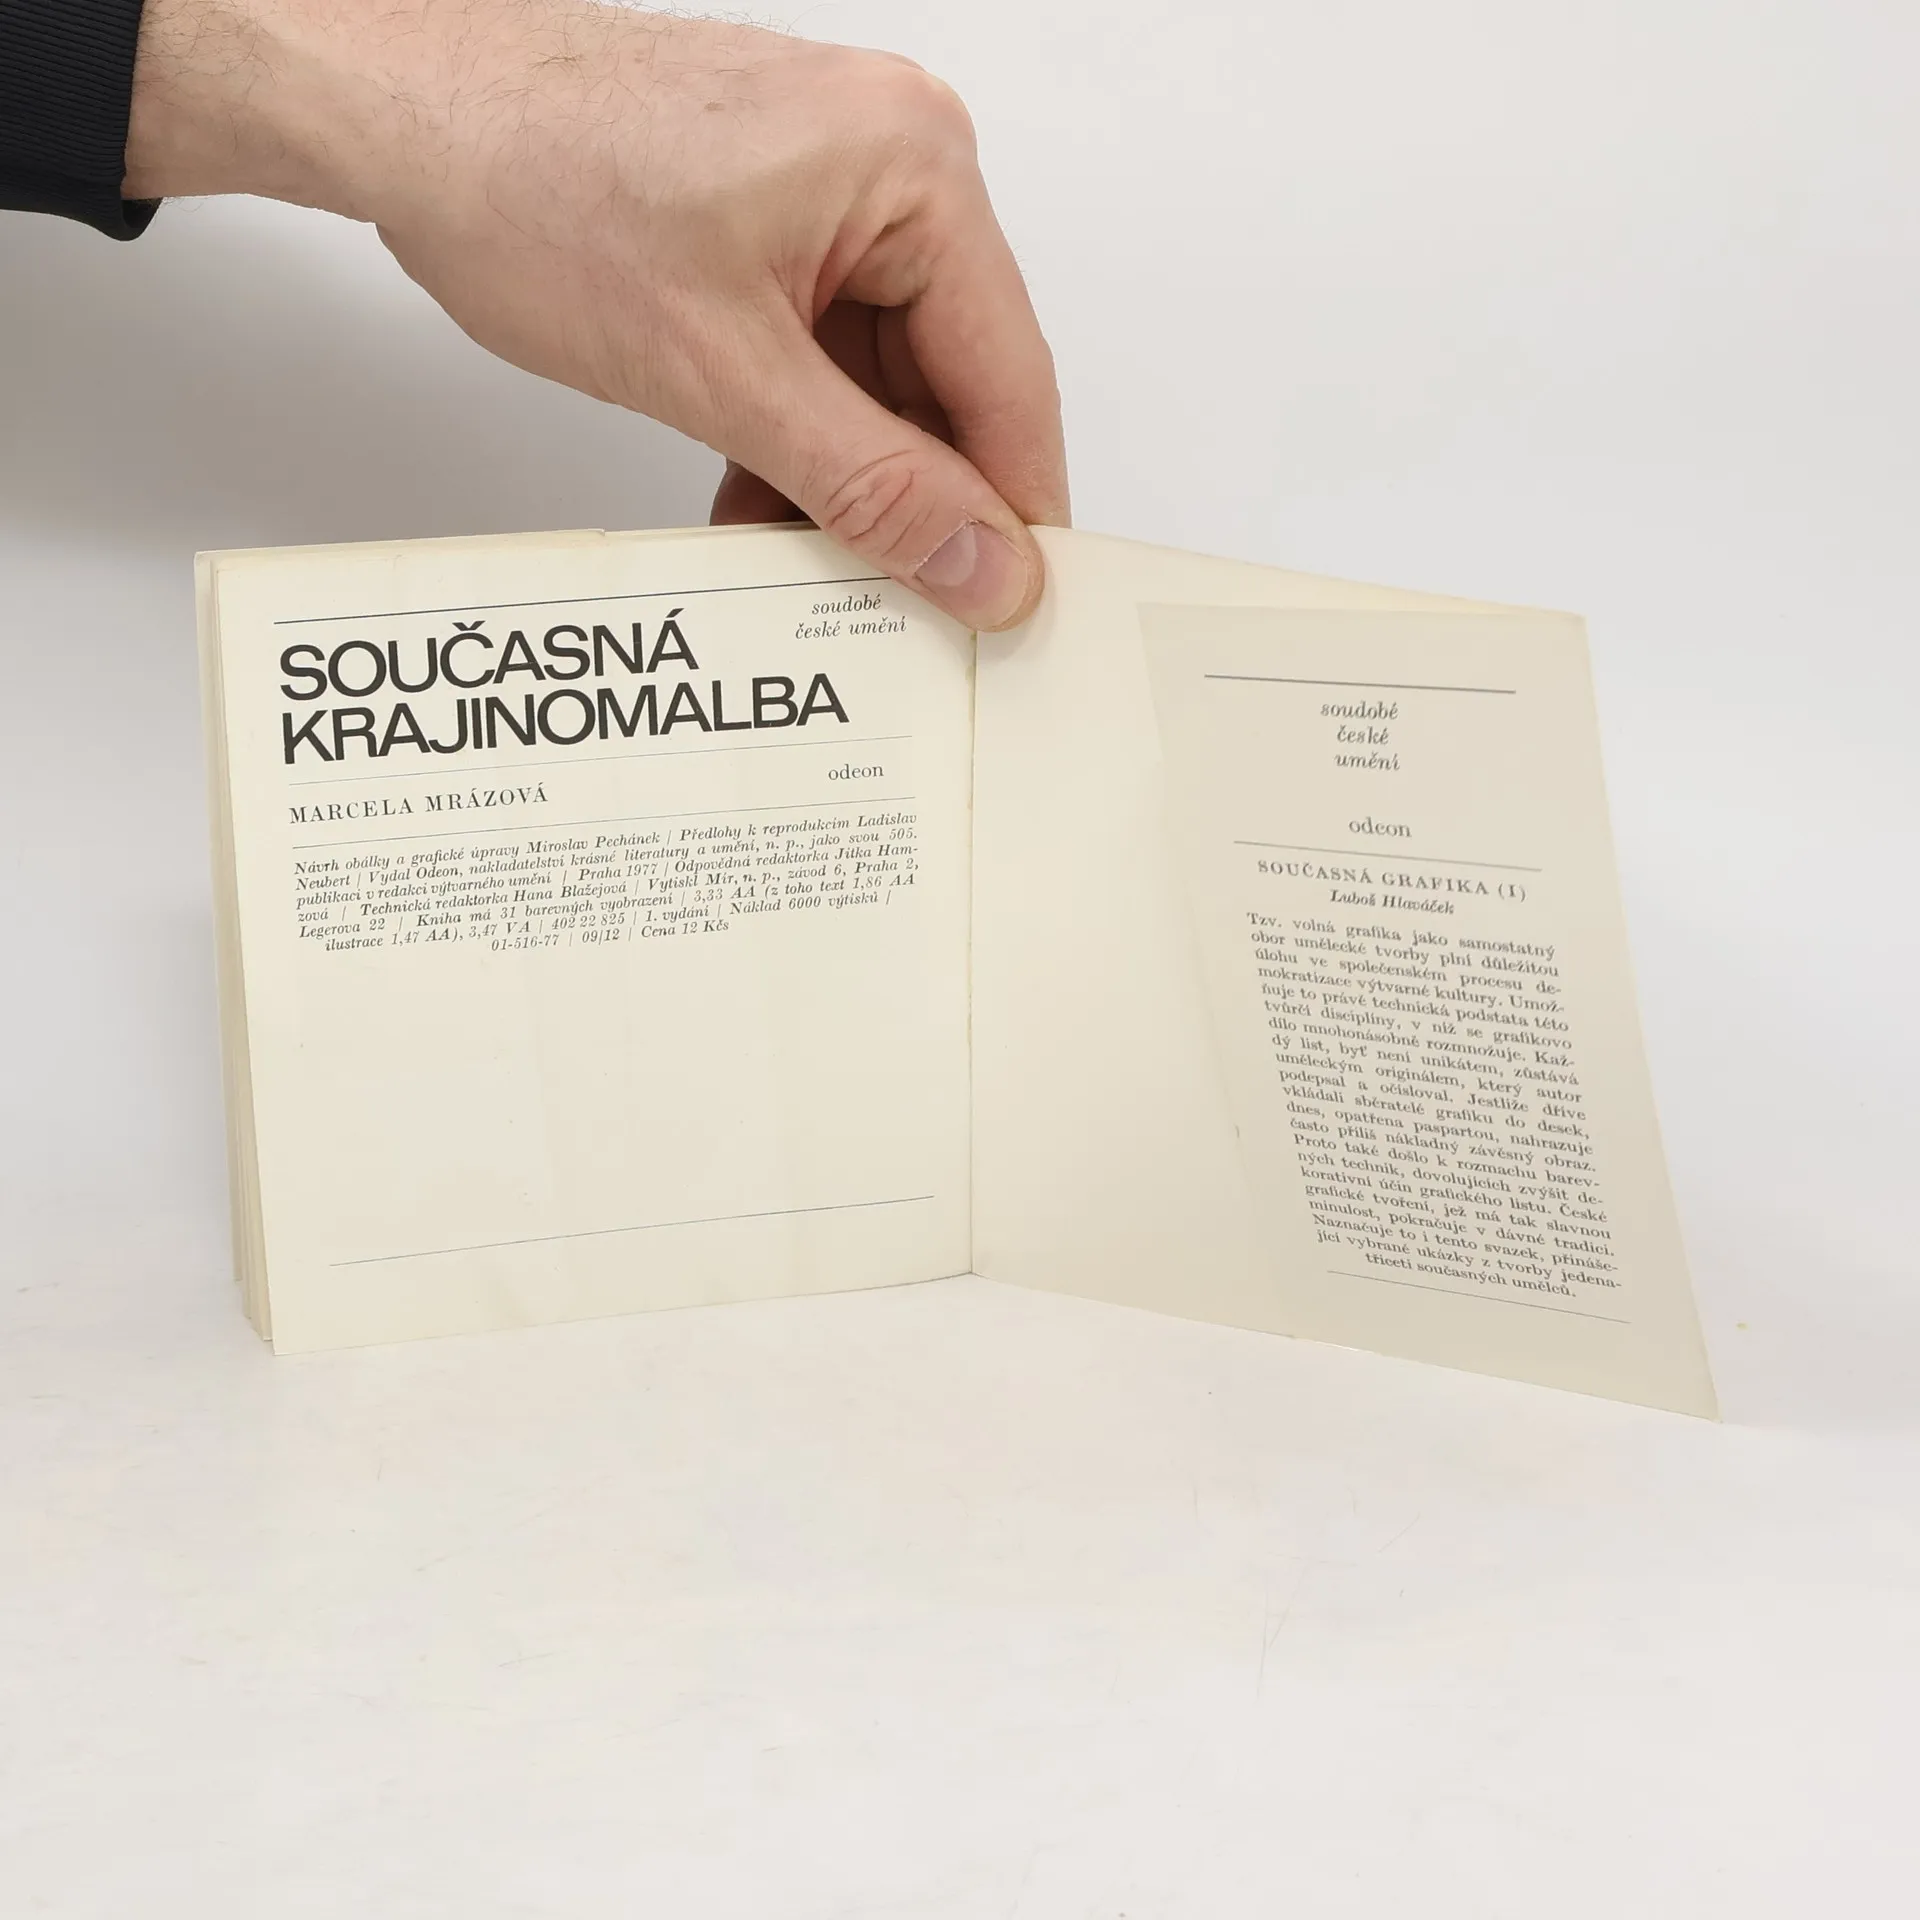 soudobé
české umění
SOUČASNÁ
KRAJINOMALBA
odeon
MARCELA MRÁZOVÁ
Návrh obálky a grafické úpravy Miroslav Pechánek | Předlohy k reprodukcím Ladislav
Neubert | Vydal Odeon, nakladatelství krásné literatury a umění, n. p., jako svou 505.
publikaci v redakci výtvarného umění | Praha 1977 | Odpovědná redaktorka Jitka Ham-
zová | Technická redaktorka Hana Blažejová | Vytiskl Mír, n. p., závod 6, Praha 2,
Legerova 22 | Kniha má 31 barevných vyobrazení | 3,33 AA (z toho text 1,86 AA
ilustrace 1,47 AA), 3,47 VA | 402 22 825 | 1. vydání | Náklad 6000 výtisků |
01-516-77 | 09/12 | Cena 12 Kčs
soudobé
české
umění
odeon
SOUČASNÁ GRAFIKA (I)
Luboš Hlaváček
Tzv. volná grafika jako samostatný
obor umělecké tvorby plní důležitou
úlohu ve společenském procesu de-
mokratizace výtvarné kultury. Umož-
ňuje to právě technická podstata této
tvůrčí disciplíny, v níž se grafikovo
dílo mnohonásobně rozmnožuje. Kaž-
dý list, byť není unikátem, zůstává
uměleckým originálem, který autor
podepsal a očísloval. Jestliže dříve
vkládali sběratelé grafiku do desek,
dnes, opatřena paspartou, nahrazuje
často příliš nákladný závěsný obraz.
Proto také došlo k rozmachu barev-
ných technik, dovolujících zvýšit de-
korativní účin grafického listu. České
grafické tvoření, jež má tak slavnou
minulost, pokračuje v dávné tradici.
Naznačuje to i tento svazek, přináše-
jící vybrané ukázky z tvorby jedena-
třiceti současných umělců.